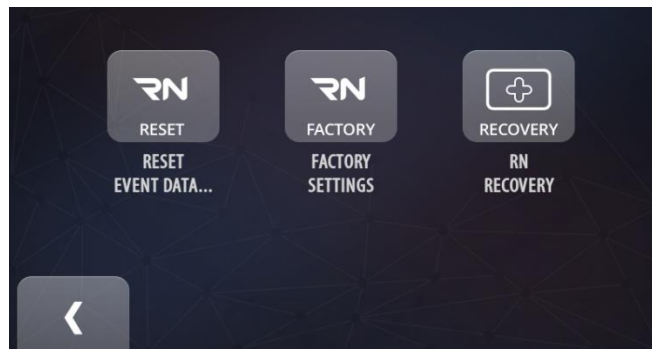 RN RN
RESET FACTORY RECOVERY
RESET FACTORY RN
EVENT DATA... SETTINGS RECOVERY